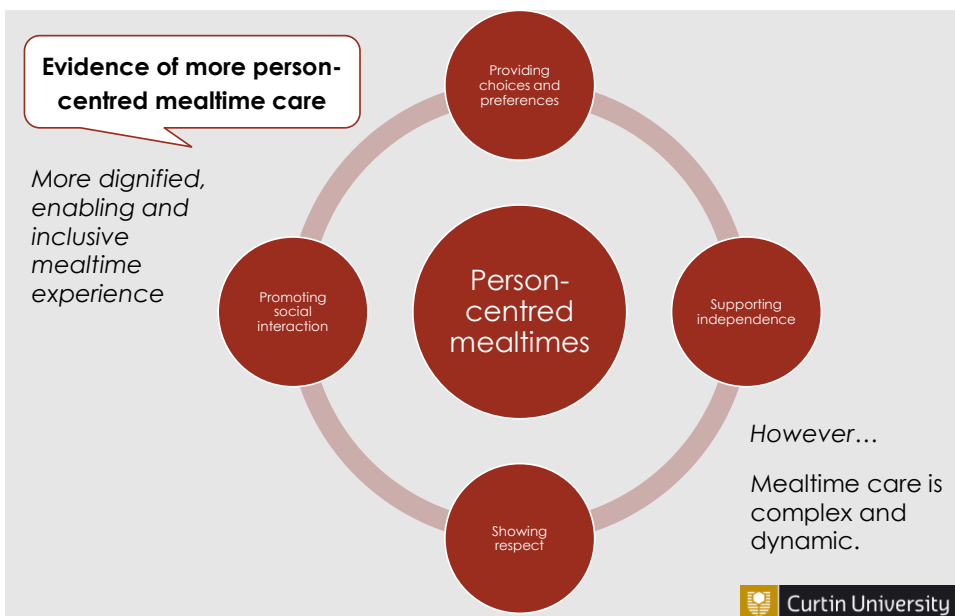 Evidence of more person-
centred mealtime care
More dignified,
enabling and
inclusive
mealtime
experience
Providing
choices and
preferences
Promoting
social
interaction
Person-
centred
mealtimes
Supporting
independence
Showing
respect
However…
Mealtime care is
complex and
dynamic.
Curtin University